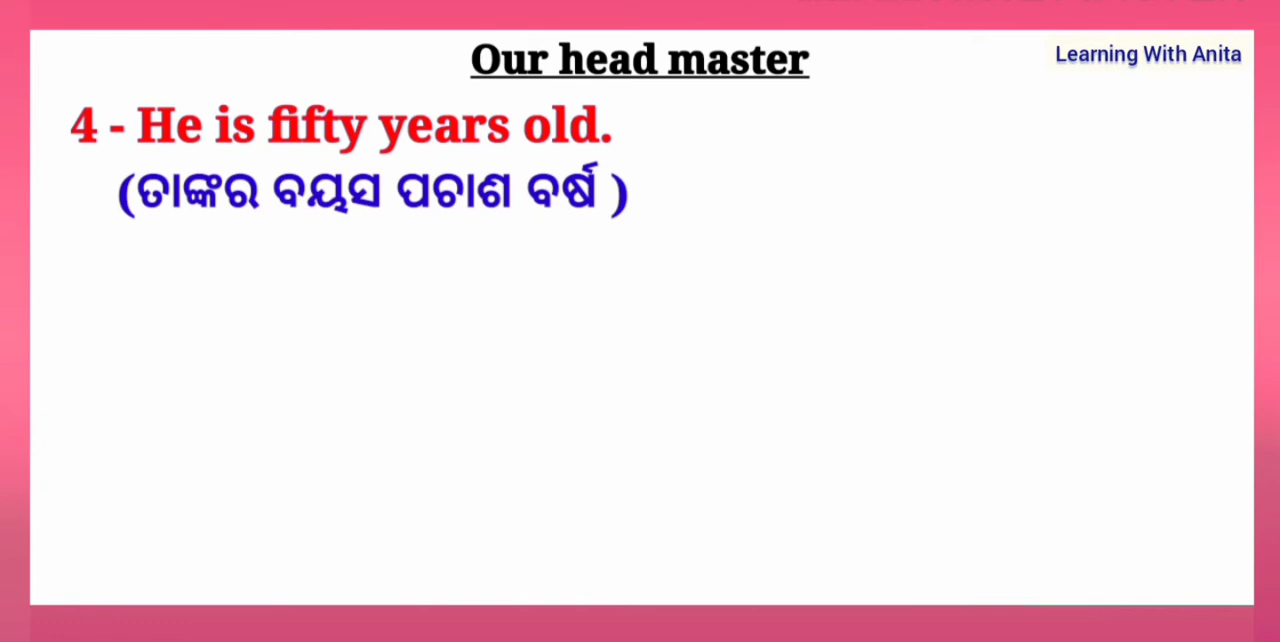 Our head master
Learning With Anita
4 - He is fifty years old.
(ତାଙ୍କର ବୟସ ପଚାଶ ବର୍ଷ )